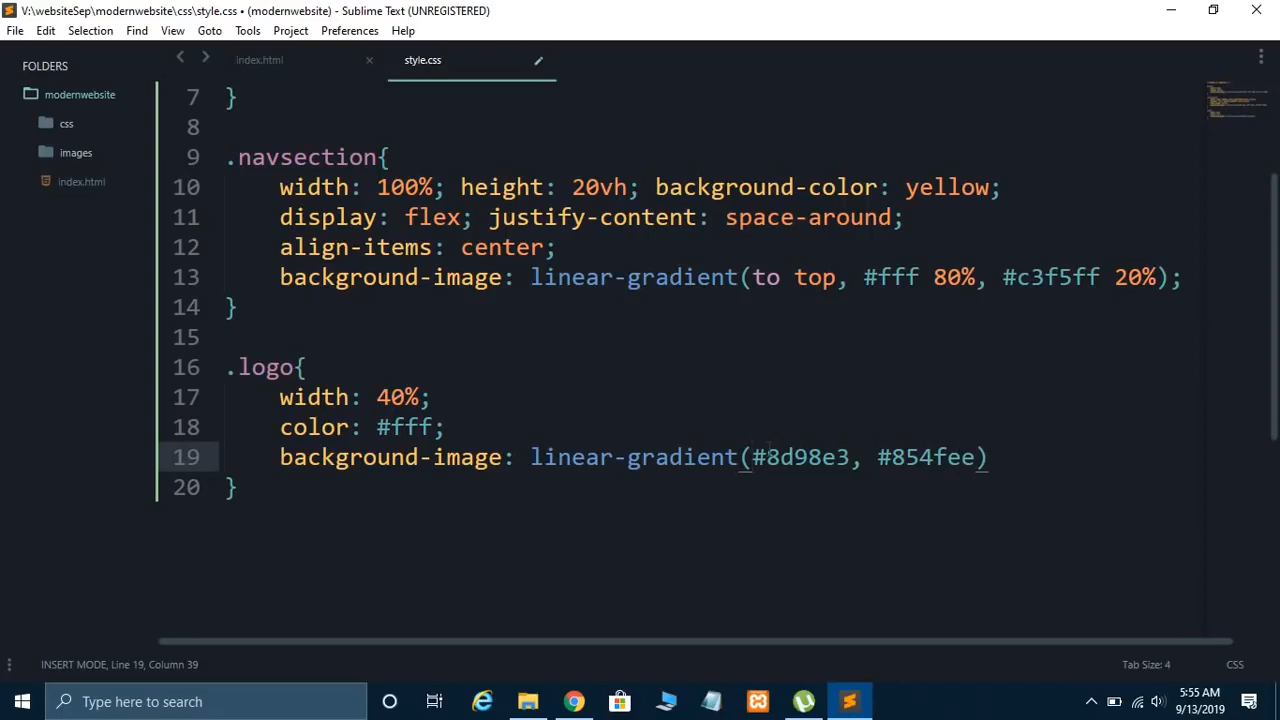 V:\websiteSep\modernwebsite\css\style.css • (modernwebsite) - Sublime Text (UNREGISTERED)
File Edit Selection Find View Goto Tools Project Preferences Help
FOLDERS
modernwebsite
css
images
index.html
index.html × style.css
7 }
8
9 .navsection{
10 width: 100%; height: 20vh; background-color: yellow;
11 display: flex; justify-content: space-around;
12 align-items: center;
13 background-image: linear-gradient(to top, #fff 80%, #c3f5ff 20%);
14 }
15
16 .logo{
17 width: 40%;
18 color: #fff;
19 background-image: linear-gradient(#8d98e3, #854fee)
20 }
INSERT MODE, Line 19, Column 39 Tab Size: 4 CSS
Type here to search
5:55 AM
9/13/2019